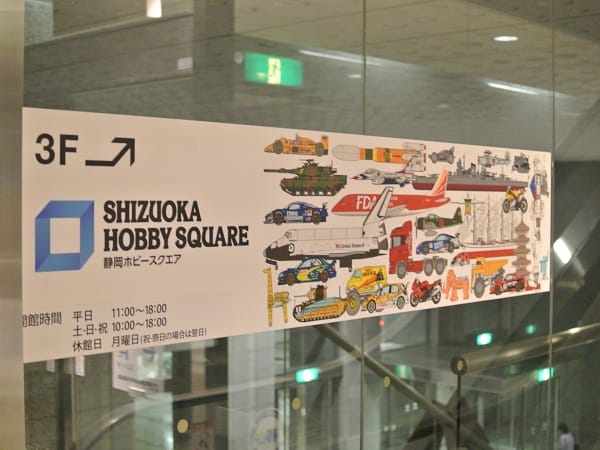 3F
SHIZUOKA
HOBBY SQUARE
静岡ホビースクエア
開館時間 平日 11:00～18:00
土・日・祝 10:00～18:00
休館日 月曜日(祝・祭日の場合は翌日)
FDA